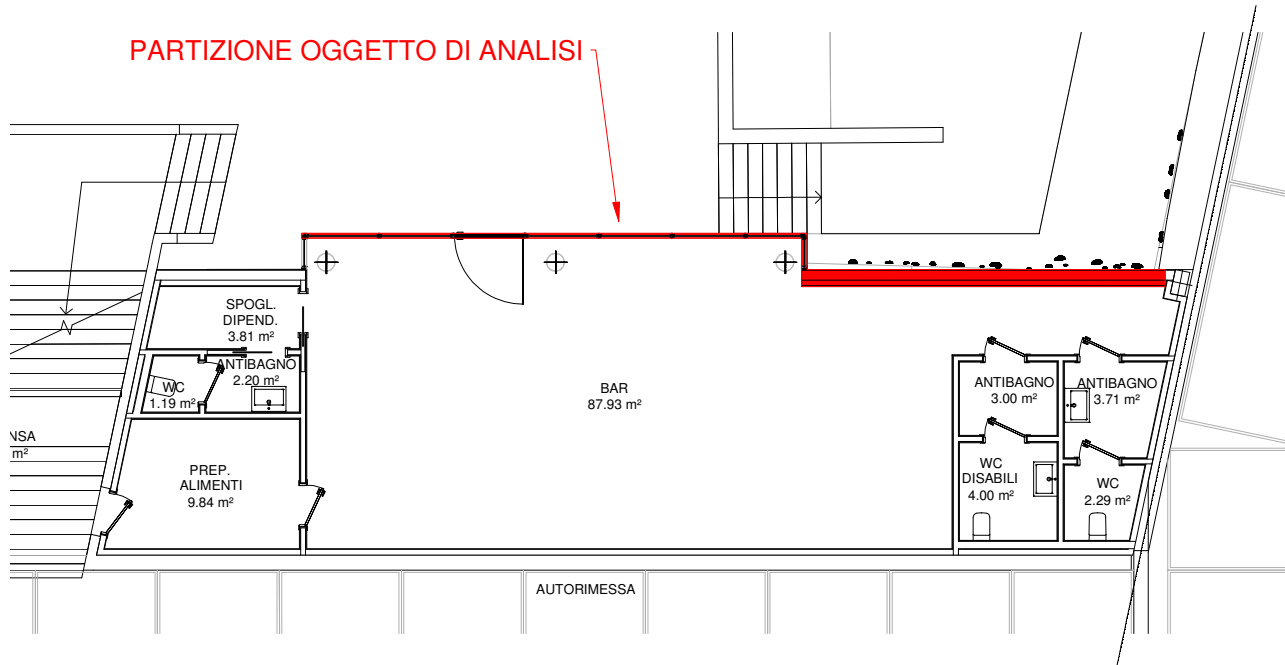 PARTIZIONE OGGETTO DI ANALISI
SPOGL.
DIPEND.
3.81 m²
ANTIBAGNO
2.20 m²
WC
1.19 m²
BAR
87.93 m²
ANTIBAGNO
3.00 m²
ANTIBAGNO
3.71 m²
NSA
m²
PREP.
ALIMENTI
9.84 m²
WC
DISABILI
4.00 m²
WC
2.29 m²
AUTORIMESSA